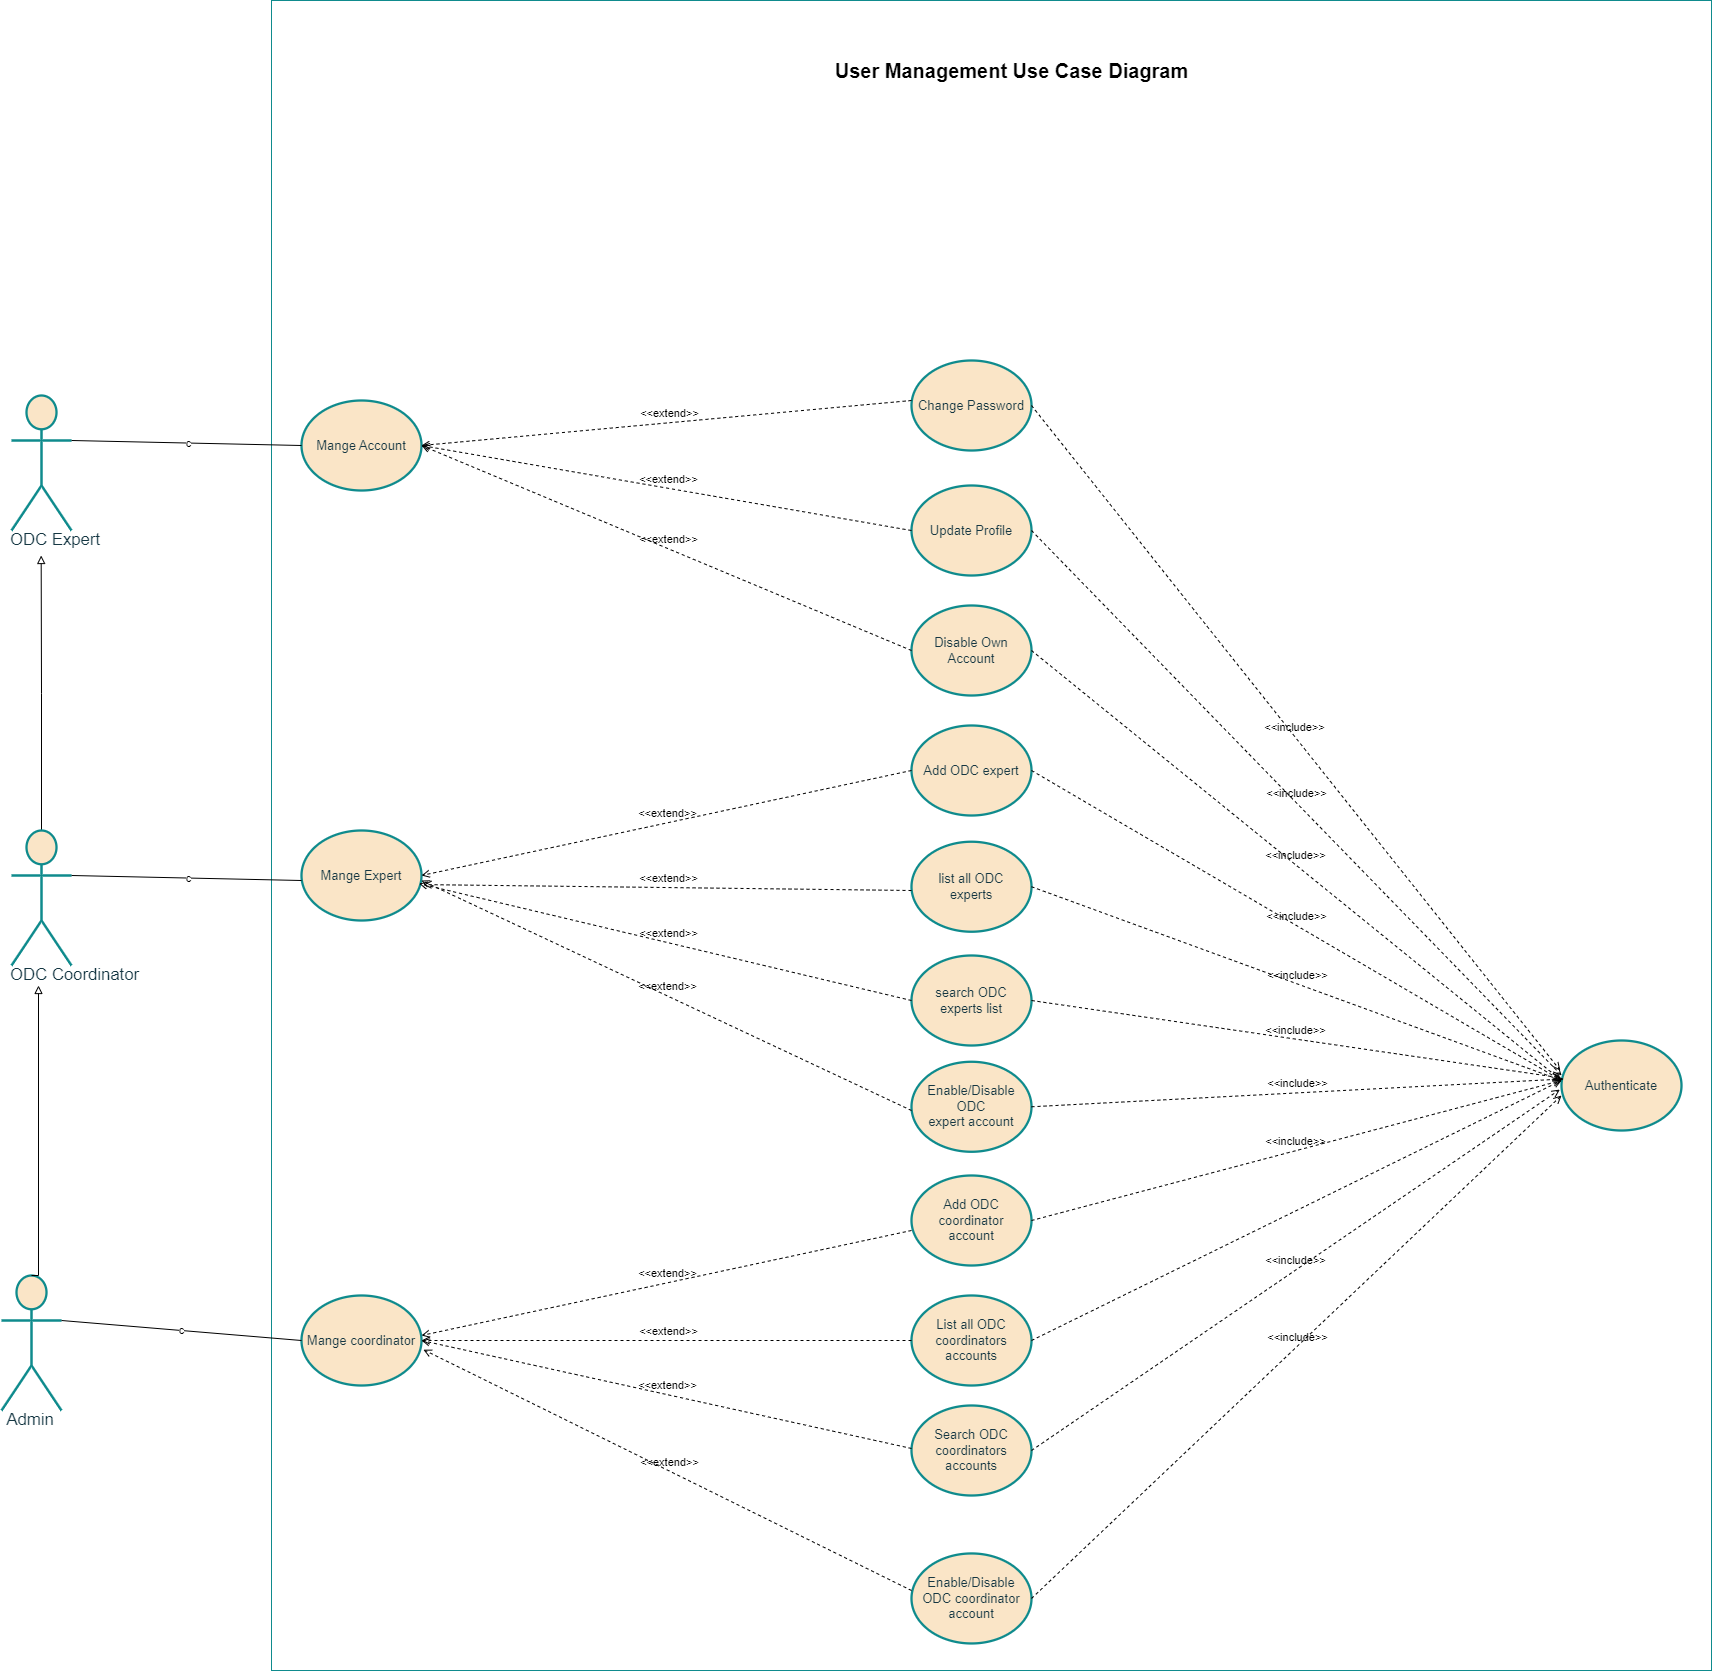 User Management Use Case Diagram
Change Password
<<extend>>
ODC Expert
c
Mange Account
<<extend>>
Update Profile
<<extend>>
Disable Own
Account
<<include>>
Add ODC expert
<<include>>
<<extend>>
<<include>>
ODC Coordinator
c
Mange Expert
<<extend>>
list all ODC
experts
<<include>>
<<extend>>
<<include>>
search ODC
experts list
<<extend>>
<<include>>
Enable/Disable
ODC
expert account
<<include>>
Authenticate
<<include>>
Add ODC
coordinator
account
<<extend>>
<<include>>
Admin
c
Mange coordinator
<<extend>>
List all ODC
coordinators
accounts
<<include>>
<<extend>>
Search ODC
coordinators
accounts
<<extend>>
Enable/Disable
ODC coordinator
account